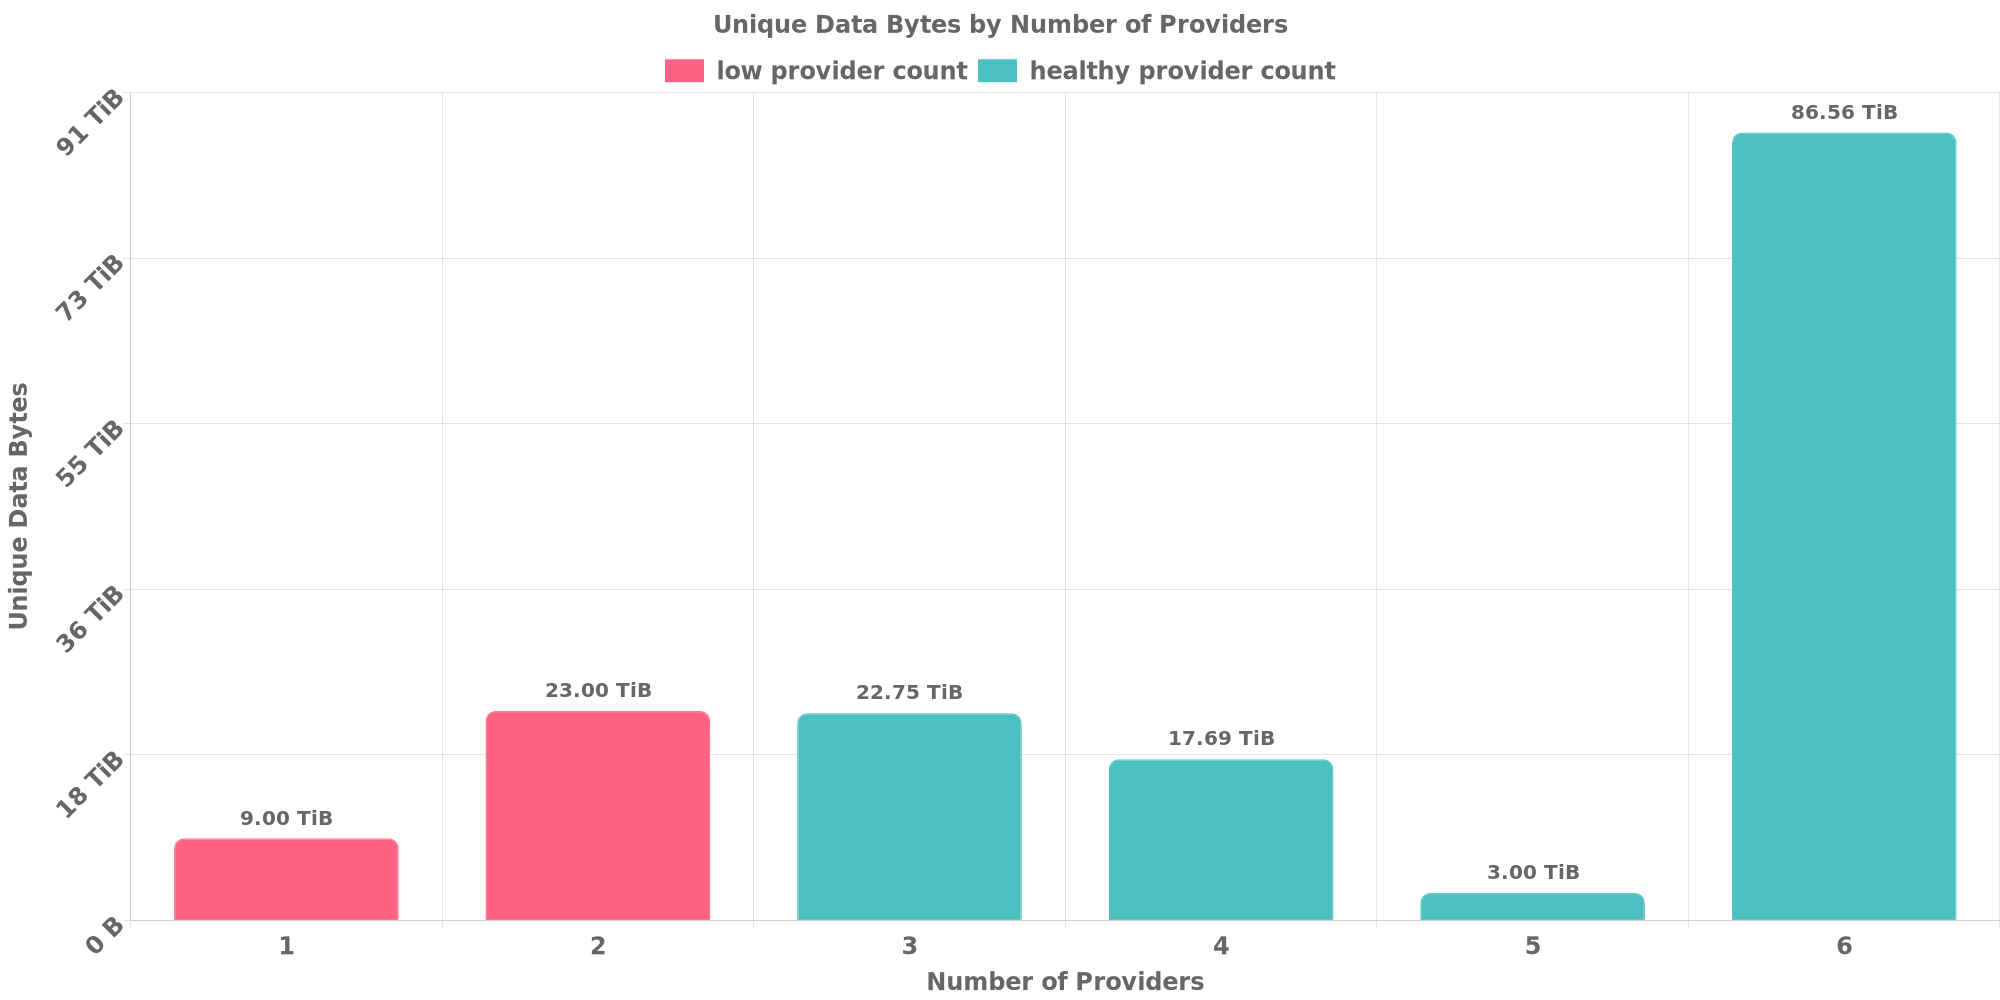 Unique Data Bytes by Number of Providers
low provider count healthy provider count
91 TiB
73 TiB
55 TiB
36 TiB
18 TiB
0 B
Unique Data Bytes
9.00 TiB
23.00 TiB
22.75 TiB
17.69 TiB
3.00 TiB
86.56 TiB
1 2 3 4 5 6
Number of Providers